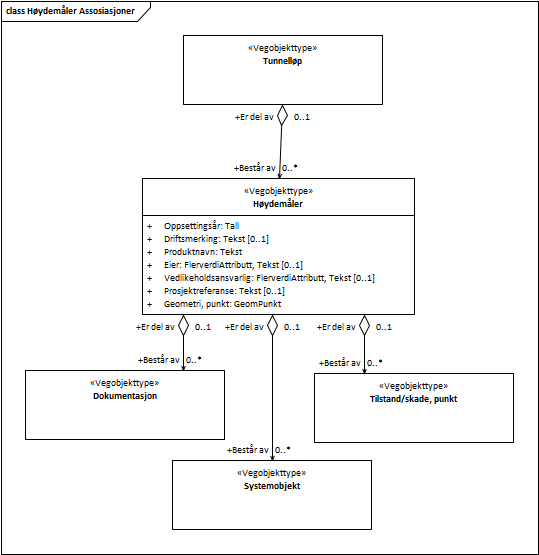 class Høydemåler Assosiasjoner
«Vegobjekttype»
Tunnelløp
+Er del av 0..1
+Består av 0..*
«Vegobjekttype»
Høydemåler
+ Oppsettingsår: Tall
+ Driftsmerking: Tekst [0..1]
+ Produktnavn: Tekst
+ Eier: FlerverdiAttributt, Tekst [0..1]
+ Vedlikeholdsansvarlig: FlerverdiAttributt, Tekst [0..1]
+ Prosjektreferanse: Tekst [0..1]
+ Geometri, punkt: GeomPunkt
+Er del av 0..1 +Er del av 0..1 +Er del av 0..1
+Består av 0..* +Består av 0..*
«Vegobjekttype»
Dokumentasjon
«Vegobjekttype»
Tilstand/skade, punkt
+Består av 0..*
«Vegobjekttype»
Systemobjekt